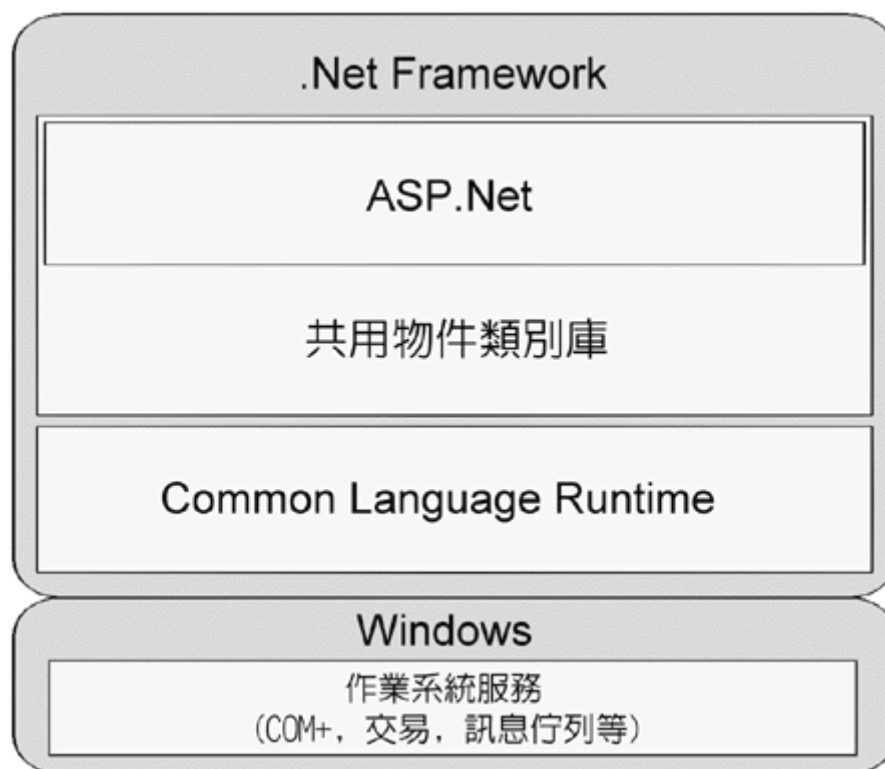 .Net Framework
ASP.Net
共用物件類別庫
Common Language Runtime
Windows
作業系統服務
(COM+, 交易, 訊息佇列等)